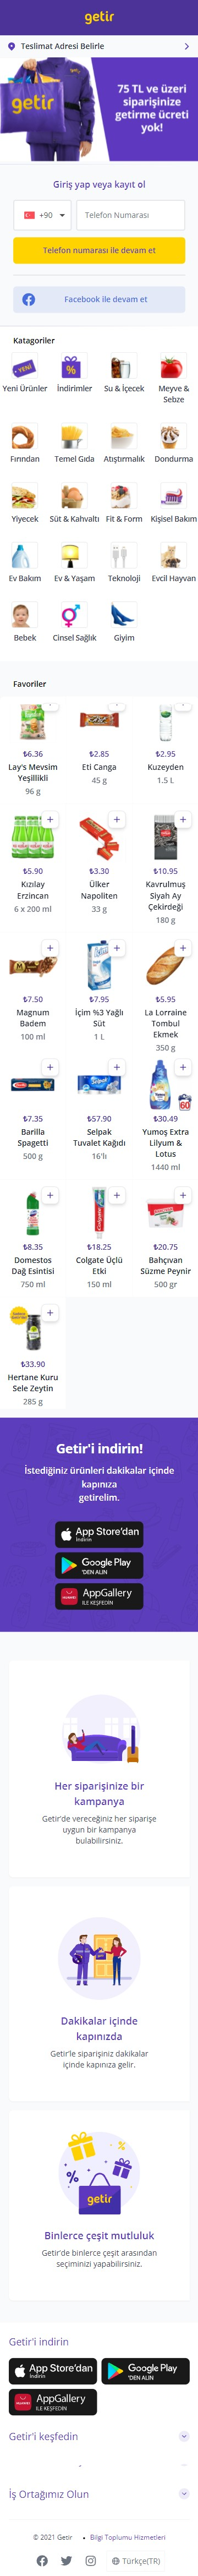 getir
Teslimat Adresi Belirle
getir
75 TL ve üzeri
siparişinize
getirme ücreti
yok!
Giriş yap veya kayıt ol
+90
Telefon Numarası
Telefon numarası ile devam et
Facebook ile devam et
Katagoriler
Yeni Ürünler
İndirimler
Su & İçecek
Meyve &
Sebze
Fırından
Temel Gıda
Atıştırmalık
Dondurma
Yiyecek
Süt & Kahvaltı
Fit & Form
Kişisel Bakım
Ev Bakım
Ev & Yaşam
Teknoloji
Evcil Hayvan
Bebek
Cinsel Sağlık
Giyim
Favoriler
₺6.36
Lay's Mevsim
Yeşillikli
96 g
₺2.85
Eti Canga
45 g
₺2.95
Kuzeyden
1.5 L
₺5.90
Kızılay
Erzincan
6 x 200 ml
₺3.30
Ülker
Napoliten
33 g
₺10.95
Kavrulmuş
Siyah Ay
Çekirdeği
180 g
₺7.50
Magnum
Badem
100 ml
₺7.95
İçim %3 Yağlı
Süt
1 L
₺5.95
La Lorraine
Tombul
Ekmek
350 g
₺7.35
Barilla
Spagetti
500 g
₺57.90
Selpak
Tuvalet Kağıdı
16'lı
60
₺30.49
Yumoş Extra
Lilyum &
Lotus
1440 ml
₺8.35
Domestos
Dağ Esintisi
750 ml
₺18.25
Colgate Üçlü
Etki
150 ml
₺20.75
Bahçıvan
Süzme Peynir
500 gr
₺33.90
Hertane Kuru
Sele Zeytin
285 g
Getir'i indirin!
İstediğiniz ürünleri dakikalar içinde
kapınıza
getirelim.
App Store'dan
İndirin
Google Play
'DEN ALIN
AppGallery
İLE KEŞFEDİN
Her siparişinize bir
kampanya
Getir'de vereceğiniz her siparişe
uygun bir kampanya
bulabilirsiniz.
Dakikalar içinde
kapınızda
Getir'le siparişiniz dakikalar
içinde kapınıza gelir.
getir
Binlerce çeşit mutluluk
Getir'de binlerce çeşit arasından
seçiminizi yapabilirsiniz.
Getir'i indirin
App Store'dan
İndirin
Google Play
'DEN ALIN
AppGallery
İLE KEŞFEDİN
Getir'i keşfedin
İş Ortağımız Olun
© 2021 Getir • Bilgi Toplumu Hizmetleri
Türkçe(TR)